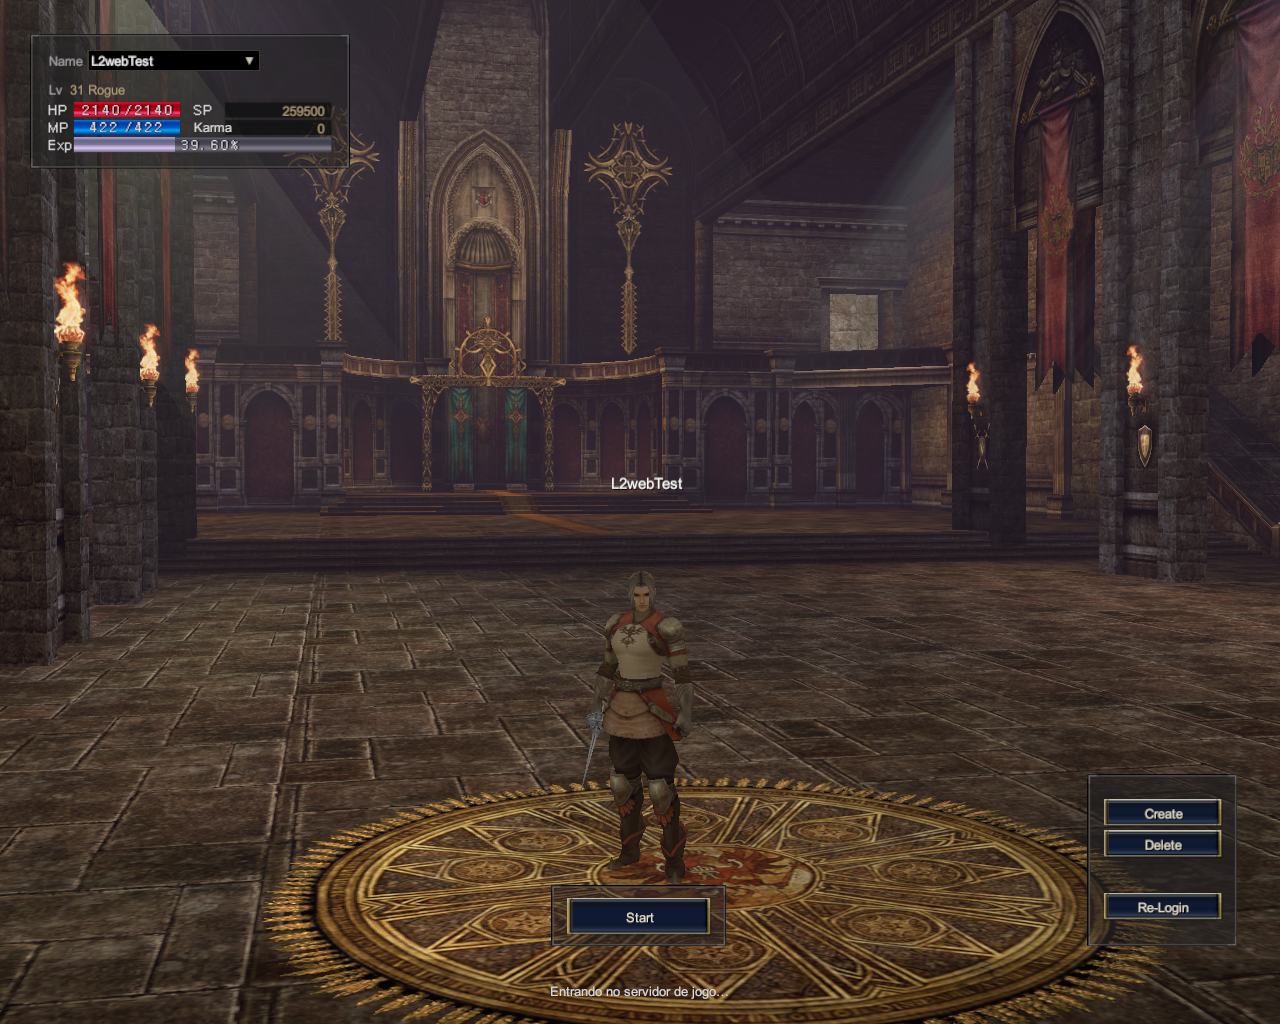 Name L2webTest
Lv 31 Rogue
HP 2140/2140 SP 259500
MP 422/422 Karma 0
Exp 39.60%
L2webTest
Create
Delete
Re-Login
Start
Entrando no servidor de jogo...